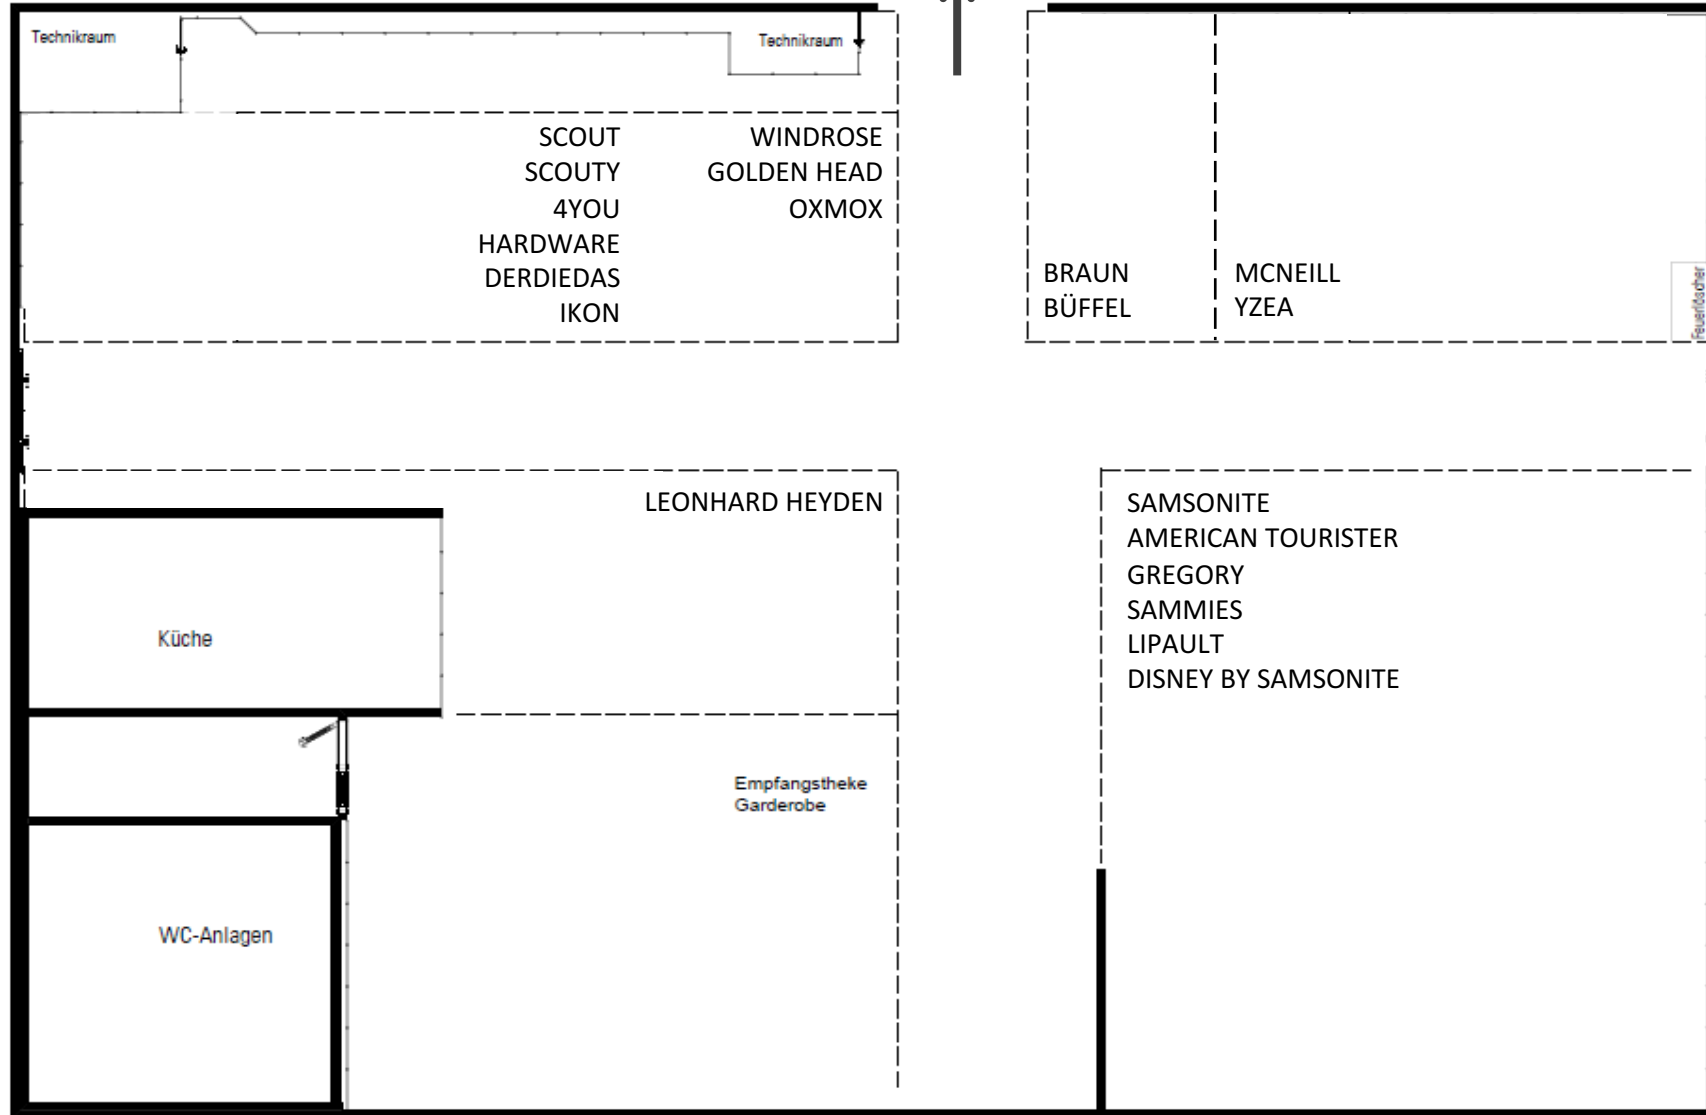 Technikraum
Technikraum
SCOUT
SCOUTY
4YOU
HARDWARE
DERDIEDAS
IKON
WINDROSE
GOLDEN HEAD
OXMOX
BRAUN
BÜFFEL
MCNEILL
YZEA
Feuerlöscher
LEONHARD HEYDEN
SAMSONITE
AMERICAN TOURISTER
GREGORY
SAMMIES
LIPAULT
DISNEY BY SAMSONITE
Küche
Empfangstheke
Garderobe
WC-Anlagen